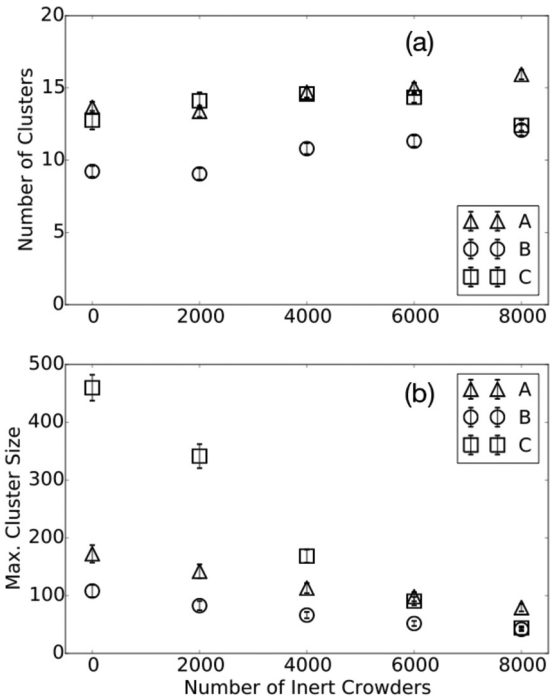 20
(a)
15
10
5
0
Number of Clusters
A
B
C
0 2000 4000 6000 8000
500
(b)
400
300
200
100
0
Max. Cluster Size
A
B
C
0 2000 4000 6000 8000
Number of Inert Crowders